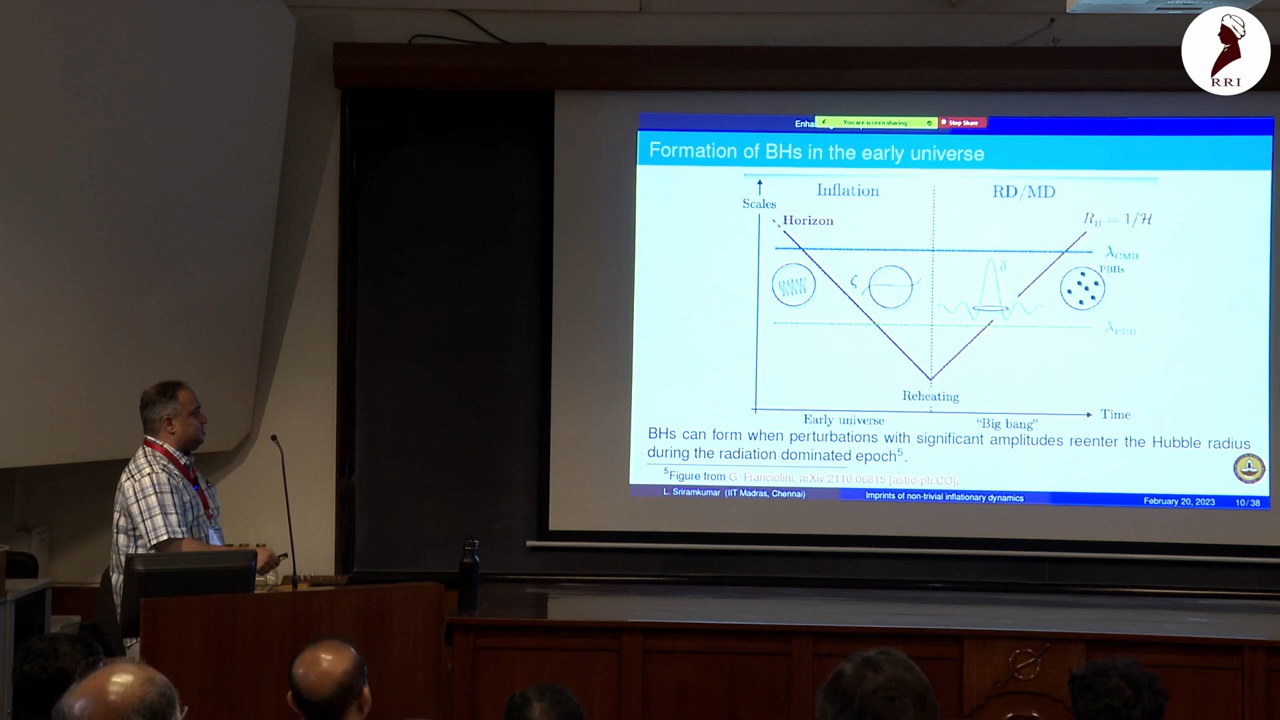 RRI
Enha
You are screen sharing
Stop Share
Formation of BHs in the early universe
Inflation
RD/MD
Scales
Horizon
R_H = 1/ℋ
λ_CMB
ζ
δ
PBHs
λ_PBH
Reheating
Time
Early universe
"Big bang"
BHs can form when perturbations with significant amplitudes reenter the Hubble radius
during the radiation dominated epoch⁵.
⁵Figure from G. Franciolini, arXiv:2110.06815 [astro-ph.CO].
L. Sriramkumar (IIT Madras, Chennai)
Imprints of non-trivial inflationary dynamics
February 20, 2023
10/38